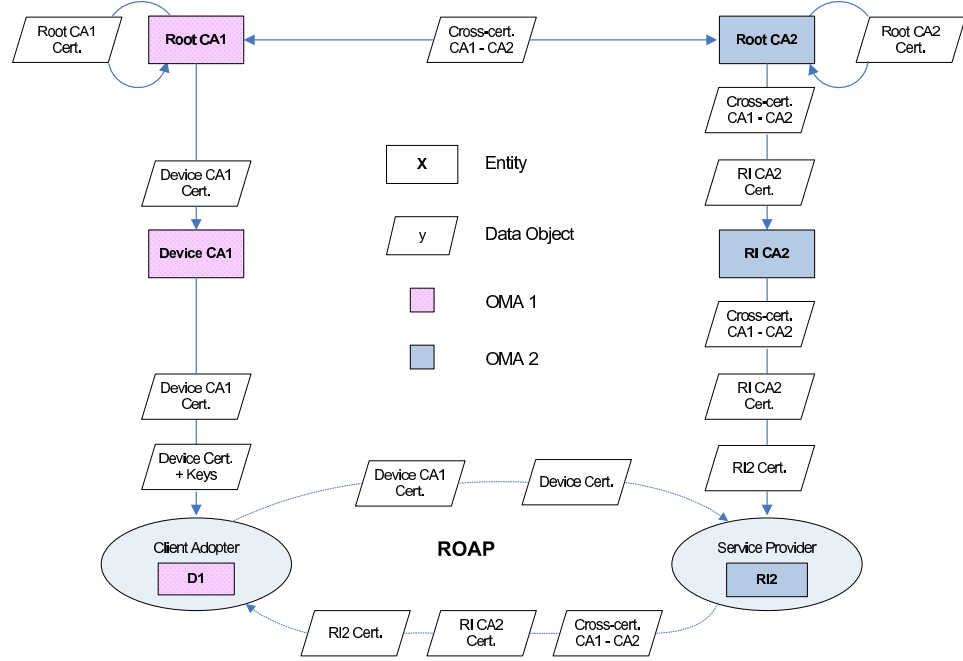 Root CA1
Cert.
Root CA1
Cross-cert.
CA1 - CA2
Root CA2
Root CA2
Cert.
Cross-cert.
CA1 - CA2
X
Entity
Device CA1
Cert.
RI CA2
Cert.
y
Data Object
Device CA1
RI CA2
OMA 1
Cross-cert.
CA1 - CA2
OMA 2
Device CA1
Cert.
RI CA2
Cert.
Device Cert.
+ Keys
Device CA1
Cert.
Device Cert.
RI2 Cert.
Client Adopter
D1
ROAP
Service Provider
RI2
RI2 Cert.
RI CA2
Cert.
Cross-cert.
CA1 - CA2